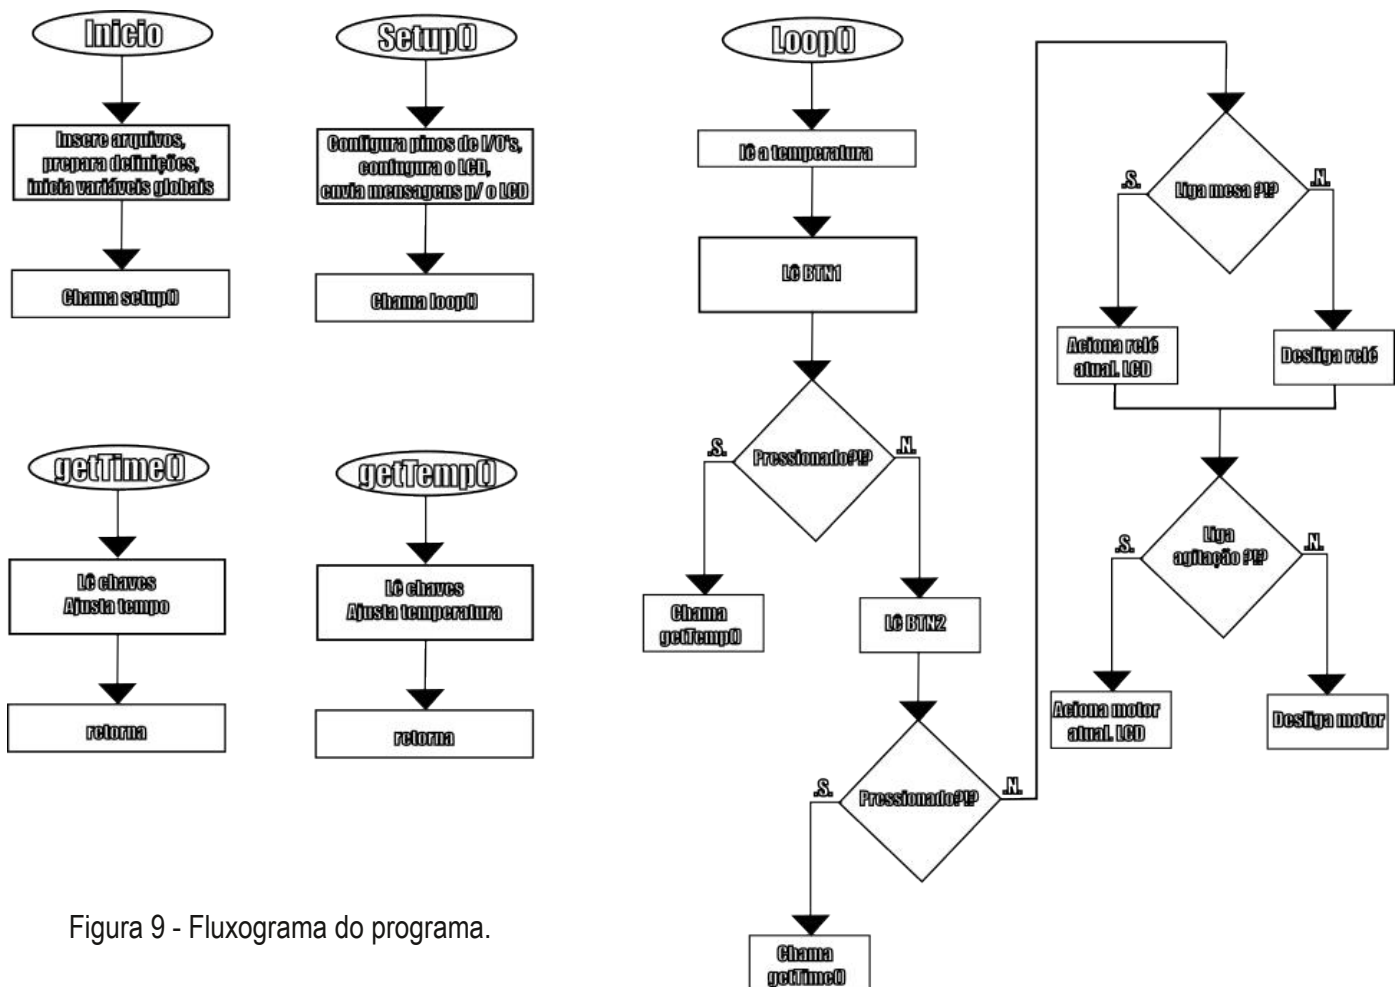 Inicio
Insere arquivos,
prepara definições,
inicia variáveis globais
Chama setup()
Setup()
Configura pinos de I/O's,
confugura o LCD,
envia mensagens p/ o LCD
Chama loop()
getTime()
Lê chaves
Ajusta tempo
retorna
getTemp()
Lê chaves
Ajusta temperatura
retorna
Loop()
lê a temperatura
Lê BTN1
Pressionado?!?
.S.
.N.
Chama
getTemp()
Lê BTN2
Pressionado?!?
.S.
.N.
Chama
getTime()
Liga mesa ?!?
.S.
.N.
Aciona relé
atual. LCD
Desliga relé
Liga
agitação ?!?
.S.
.N.
Aciona motor
atual. LCD
Desliga motor
Figura 9 - Fluxograma do programa.